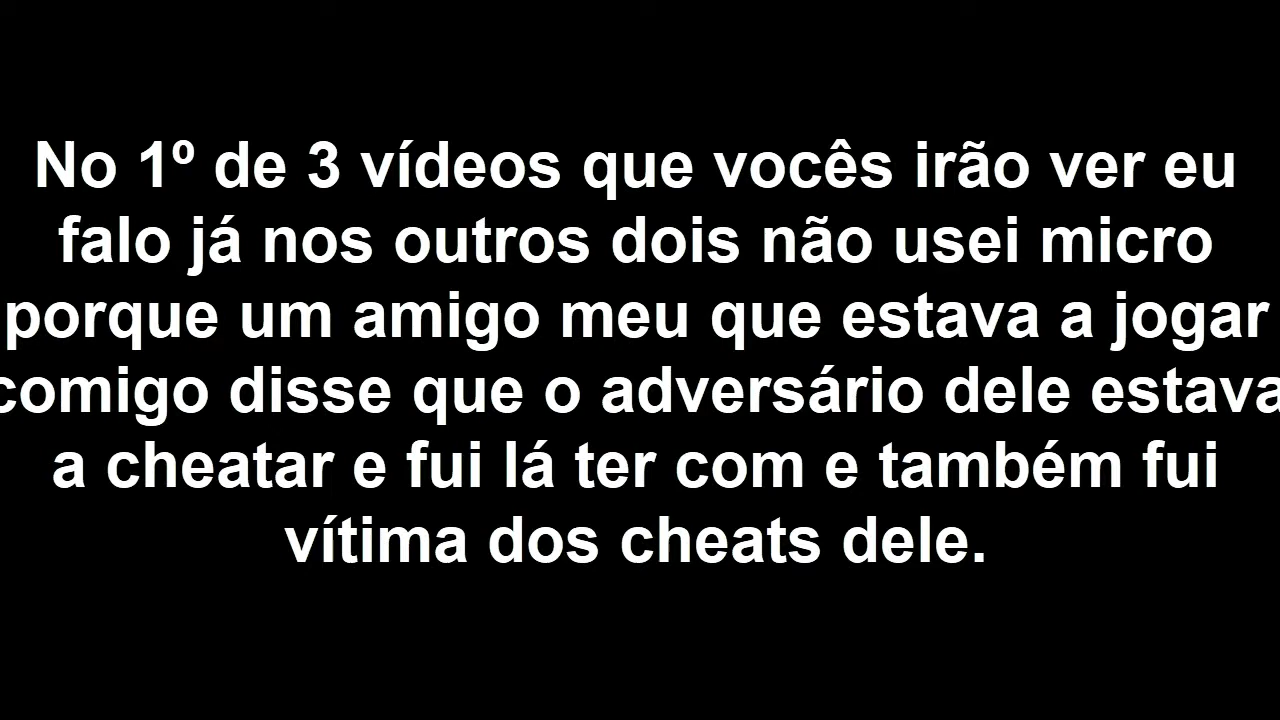 No 1º de 3 vídeos que vocês irão ver eu
falo já nos outros dois não usei micro
porque um amigo meu que estava a jogar
comigo disse que o adversário dele estava
a cheatar e fui lá ter com e também fui
vítima dos cheats dele.